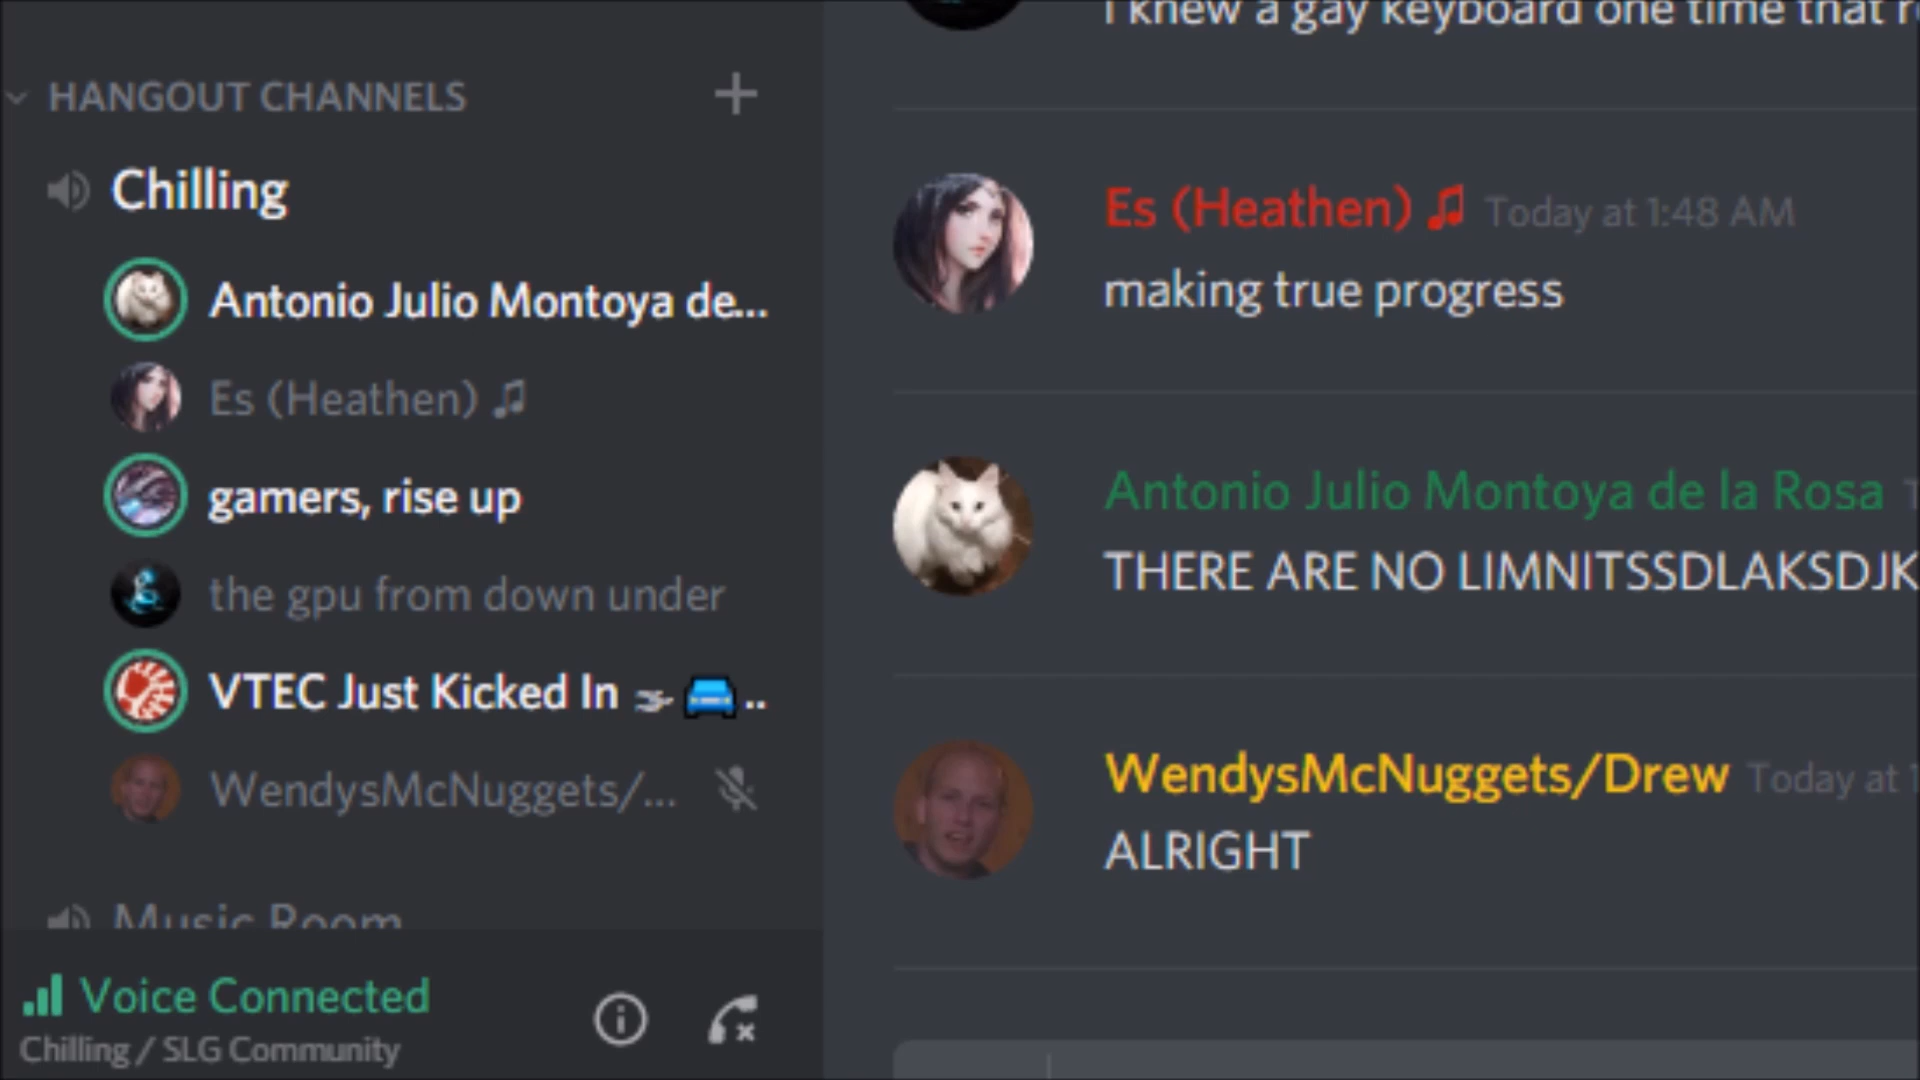 HANGOUT CHANNELS
Chilling
Antonio Julio Montoya de...
Es (Heathen) 🎵
gamers, rise up
the gpu from down under
VTEC Just Kicked In 🚗..
WendysMcNuggets/...
Music Room
Voice Connected
Chilling / SLG Community
I knew a gay keyboard one time that
Es (Heathen) 🎵 Today at 1:48 AM
making true progress
Antonio Julio Montoya de la Rosa
THERE ARE NO LIMNITSSDLAKSDJK
WendysMcNuggets/Drew Today at 1
ALRIGHT